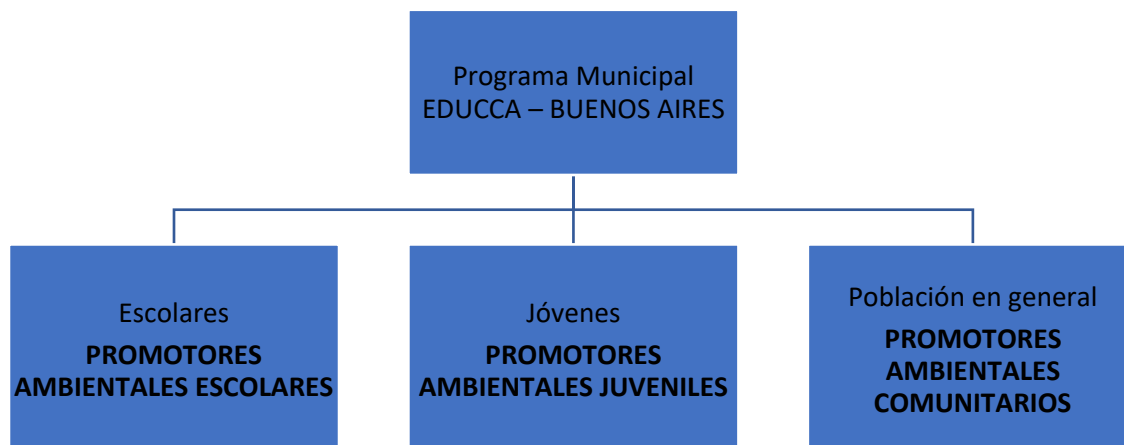 Programa Municipal
EDUCCA – BUENOS AIRES
Escolares
PROMOTORES
AMBIENTALES ESCOLARES
Jóvenes
PROMOTORES
AMBIENTALES JUVENILES
Población en general
PROMOTORES
AMBIENTALES
COMUNITARIOS